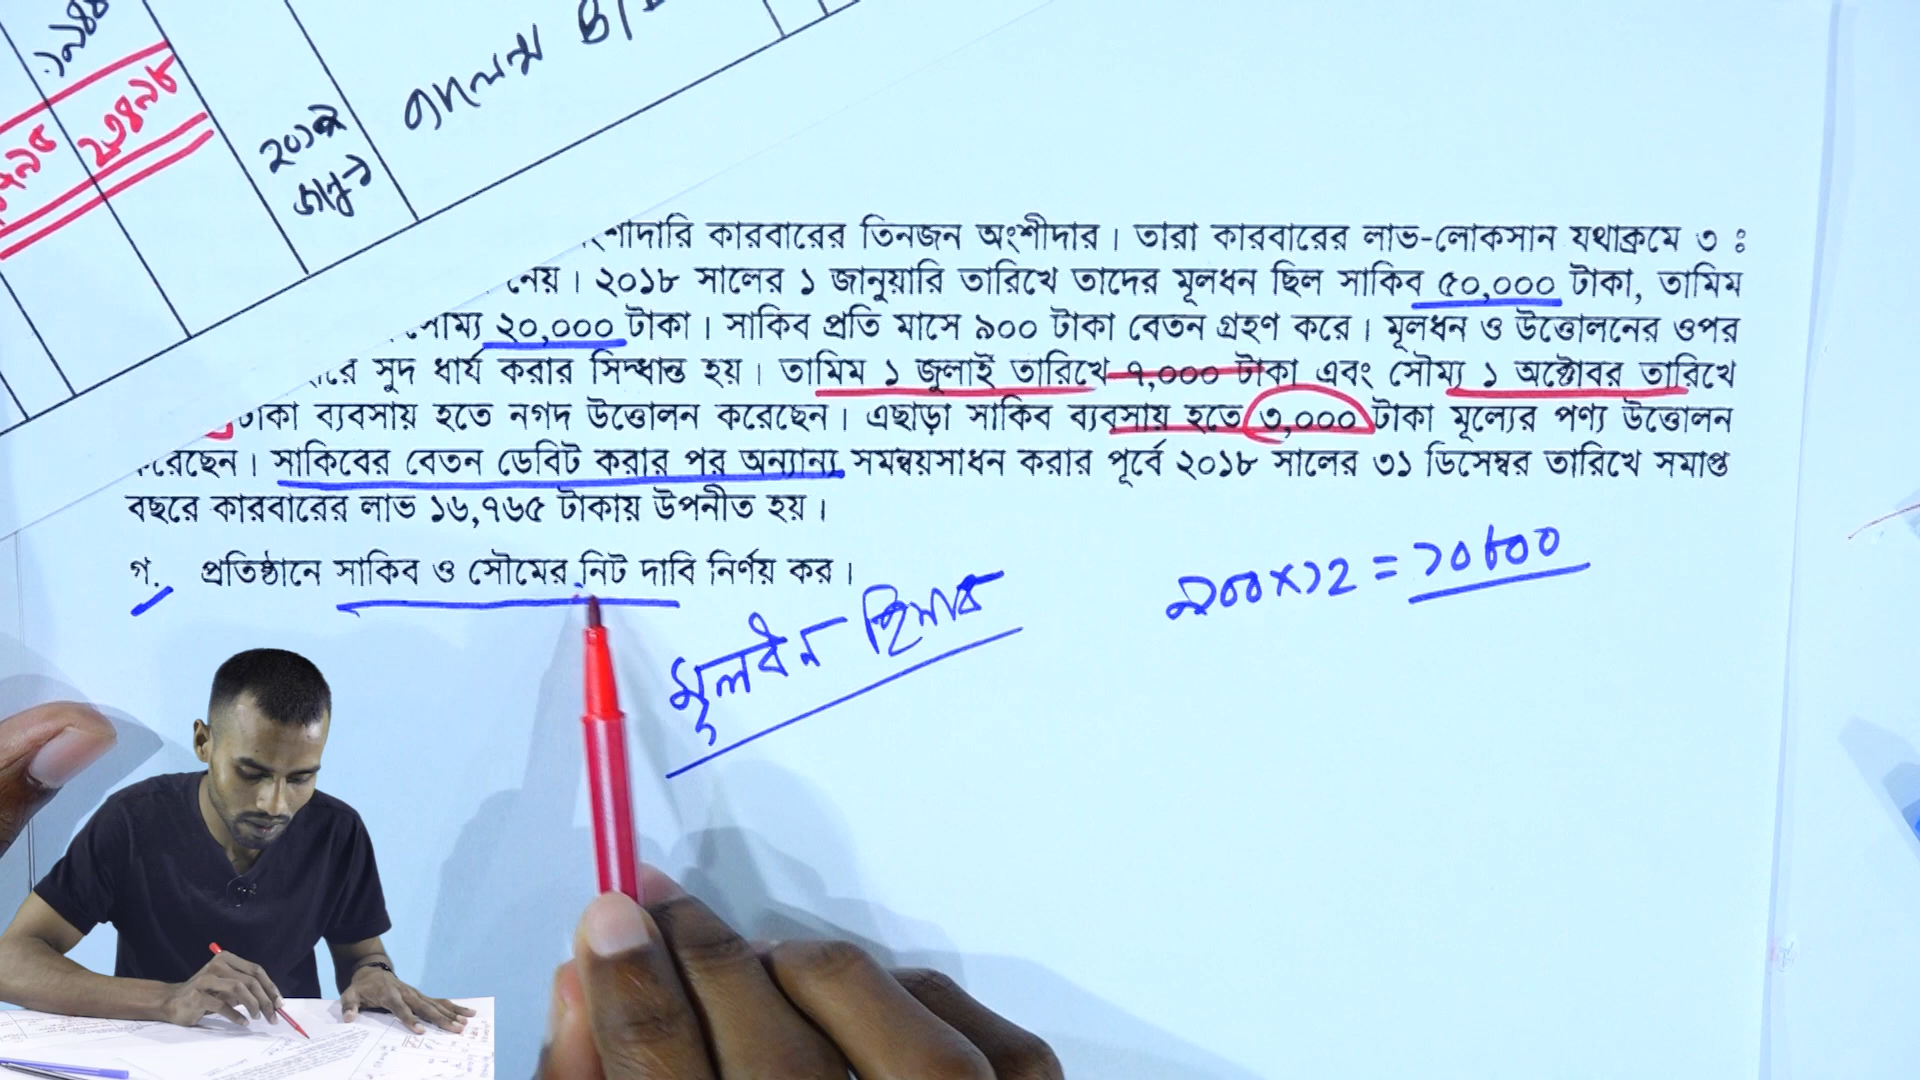 ২৩৪৯৮
২০১৯
জানু-১
ব্যালেন্স B/D
অংশীদারি কারবারের তিনজন অংশীদার। তারা কারবারের লাভ-লোকসান যথাক্রমে ৩ :
নেয়। ২০১৮ সালের ১ জানুয়ারি তারিখে তাদের মূলধন ছিল সাকিব ৫০,০০০ টাকা, তামিম
সৌম্য ২০,০০০ টাকা। সাকিব প্রতি মাসে ৯০০ টাকা বেতন গ্রহণ করে। মূলধন ও উত্তোলনের ওপর
হারে সুদ ধার্য করার সিদ্ধান্ত হয়। তামিম ১ জুলাই তারিখে ৭,০০০ টাকা এবং সৌম্য ১ অক্টোবর তারিখে
টাকা ব্যবসায় হতে নগদ উত্তোলন করেছেন। এছাড়া সাকিব ব্যবসায় হতে ৩,০০০ টাকা মূল্যের পণ্য উত্তোলন
করেছেন। সাকিবের বেতন ডেবিট করার পর অন্যান্য সমন্বয়সাধন করার পূর্বে ২০১৮ সালের ৩১ ডিসেম্বর তারিখে সমাপ্ত
বছরে কারবারের লাভ ১৬,৭৬৫ টাকায় উপনীত হয়।
গ. প্রতিষ্ঠানে সাকিব ও সৌমের নিট দাবি নির্ণয় কর।
৯০০×১২ = ১০৮০০
মূলধন হিসাব